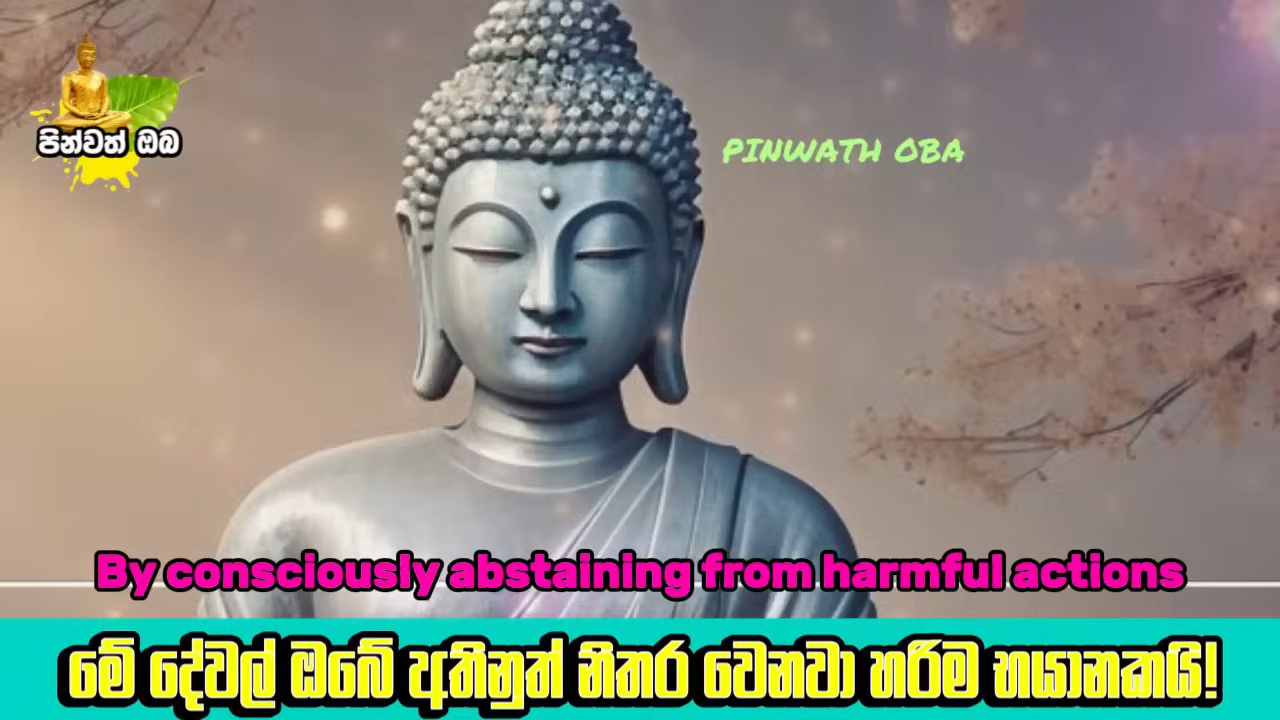 පින්වත් ඔබ
PINWATH OBA
By consciously abstaining from harmful actions
මේ දේවල් ඔබේ අතිනුත් නිතර වෙනවා හරිම භයානකයි!